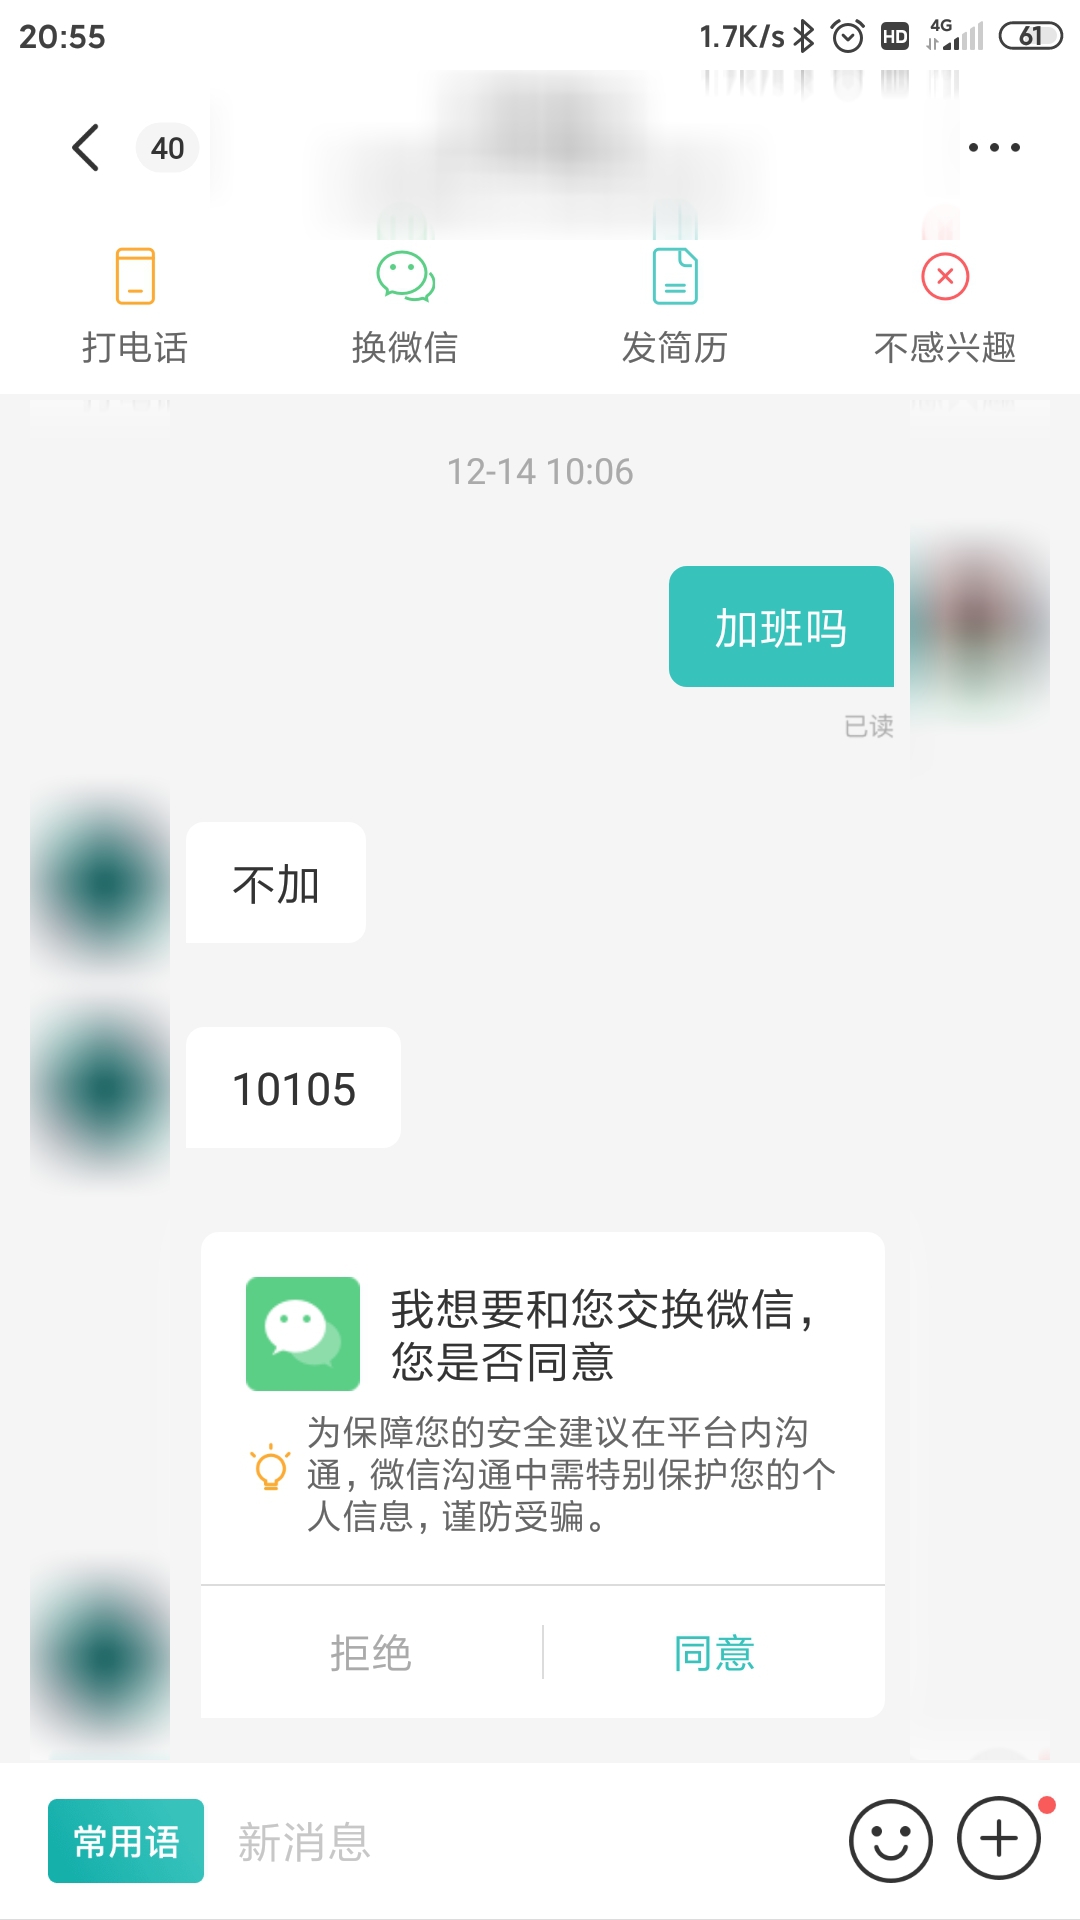 20:55
1.7K/s HD 4G 61
40
打电话 换微信 发简历 不感兴趣
12-14 10:06
加班吗
已读
不加
10105
我想要和您交换微信,
您是否同意
为保障您的安全建议在平台内沟
通,微信沟通中需特别保护您的个
人信息,谨防受骗。
拒绝 同意
常用语 新消息